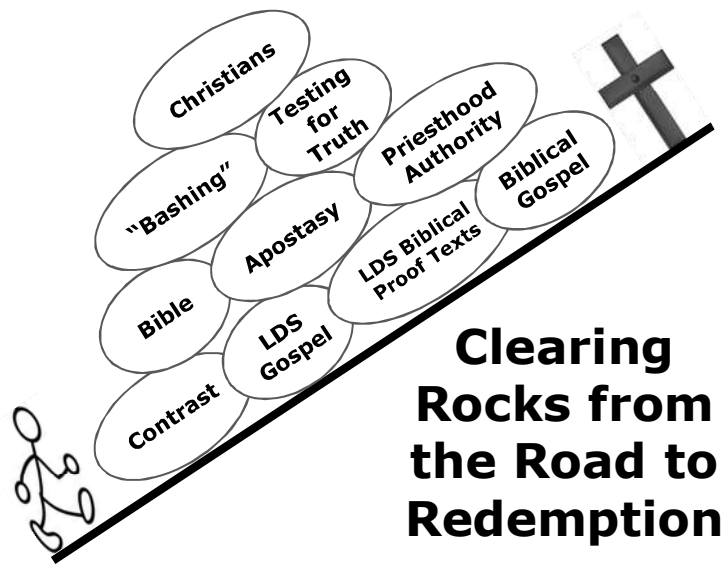 Christians
Testing
for
Truth
Priesthood
Authority
Biblical
Gospel
“Bashing”
Apostasy
LDS Biblical
Proof Texts
Bible
LDS
Gospel
Contrast
Clearing
Rocks from
the Road to
Redemption